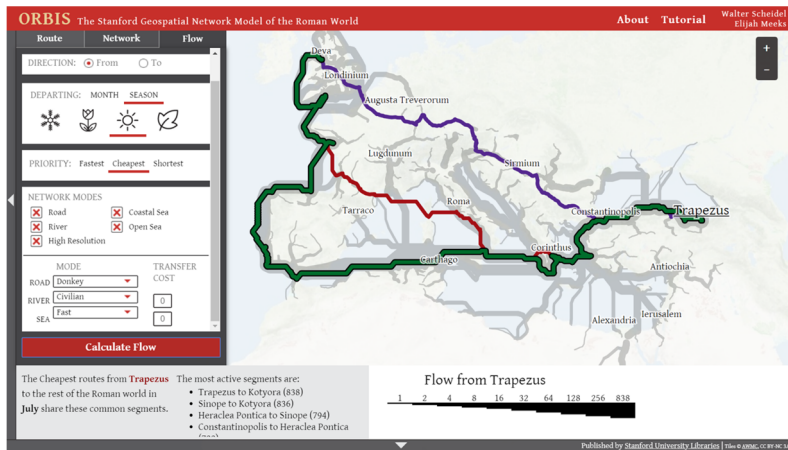 ORBIS The Stanford Geospatial Network Model of the Roman World
About Tutorial
Walter Scheidel
Elijah Meeks
Route Network Flow
DIRECTION: From To
DEPARTING: MONTH SEASON
PRIORITY: Fastest Cheapest Shortest
NETWORK MODES
Road Coastal Sea
River Open Sea
High Resolution
MODE TRANSFER COST
ROAD Donkey
RIVER Civilian 0
SEA Fast 0
Calculate Flow
Deva
Londinium
Augusta Treverorum
Lugdunum
Sirmium
Tarraco
Roma
Constantinopolis
Trapezus
Corinthus
Carthago
Antiochia
Alexandria
Ierusalem
+
−
The Cheapest routes from Trapezus
to the rest of the Roman world in
July share these common segments.
The most active segments are:
• Trapezus to Kotyora (838)
• Sinope to Kotyora (836)
• Heraclea Pontica to Sinope (794)
• Constantinopolis to Heraclea Pontica
Flow from Trapezus
1 2 4 8 16 32 64 128 256 838
Published by Stanford University Libraries | Tiles © AWMC, CC BY-NC